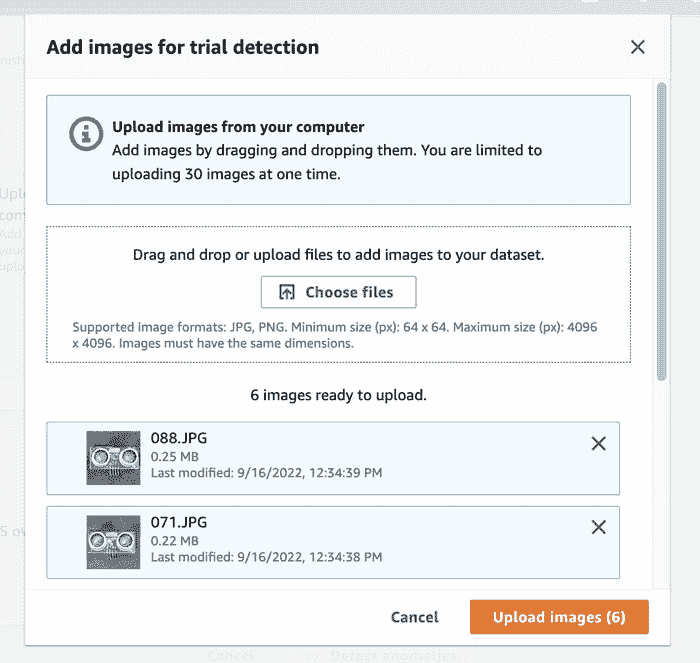 Add images for trial detection
Upload images from your computer
Add images by dragging and dropping them. You are limited to
uploading 30 images at one time.
Drag and drop or upload files to add images to your dataset.
Choose files
Supported image formats: JPG, PNG. Minimum size (px): 64 x 64. Maximum size (px): 4096
x 4096. Images must have the same dimensions.
6 images ready to upload.
088.JPG
0.25 MB
Last modified: 9/16/2022, 12:34:39 PM
071.JPG
0.22 MB
Last modified: 9/16/2022, 12:34:38 PM
Cancel
Upload images (6)
Cancel
Detect anomalies